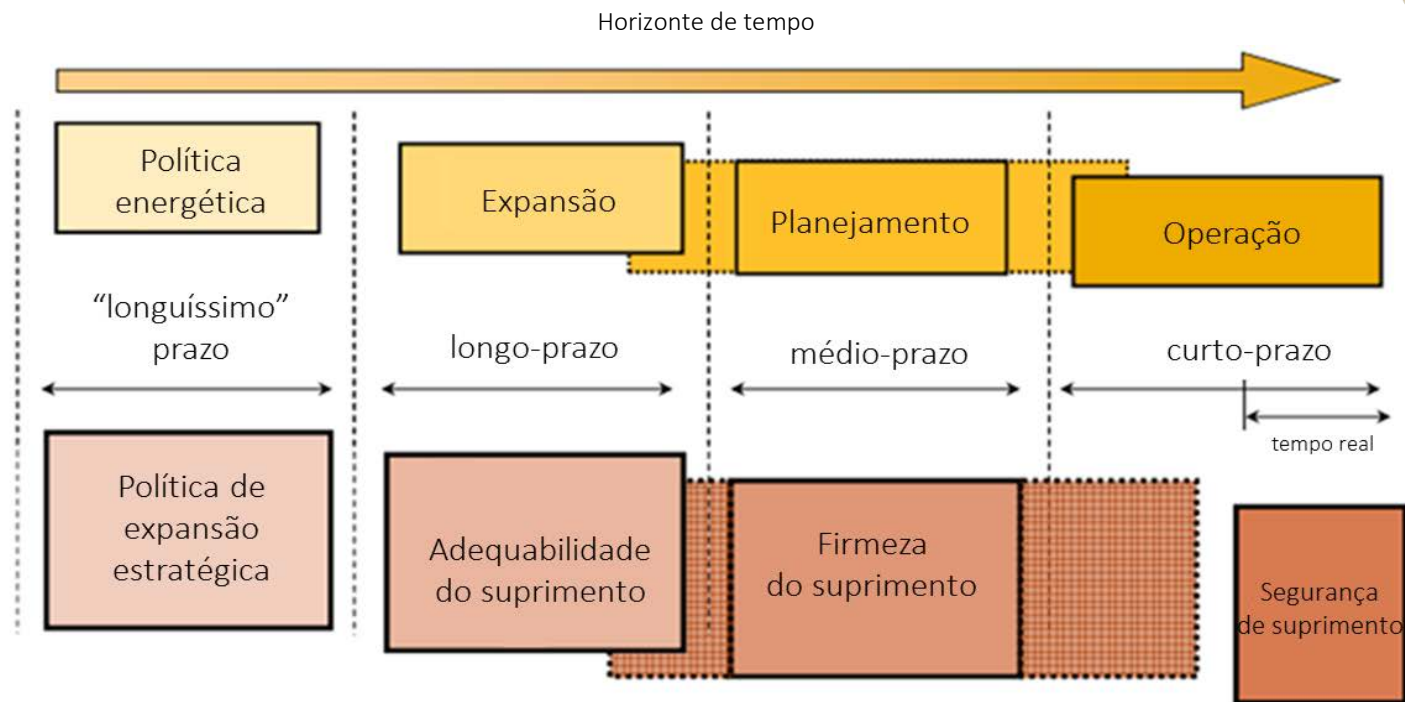 Horizonte de tempo
Política
energética
Expansão
Planejamento
Operação
“longuíssimo”
prazo
longo-prazo
médio-prazo
curto-prazo
tempo real
Política de
expansão
estratégica
Adequabilidade
do suprimento
Firmeza
do suprimento
Segurança
de suprimento